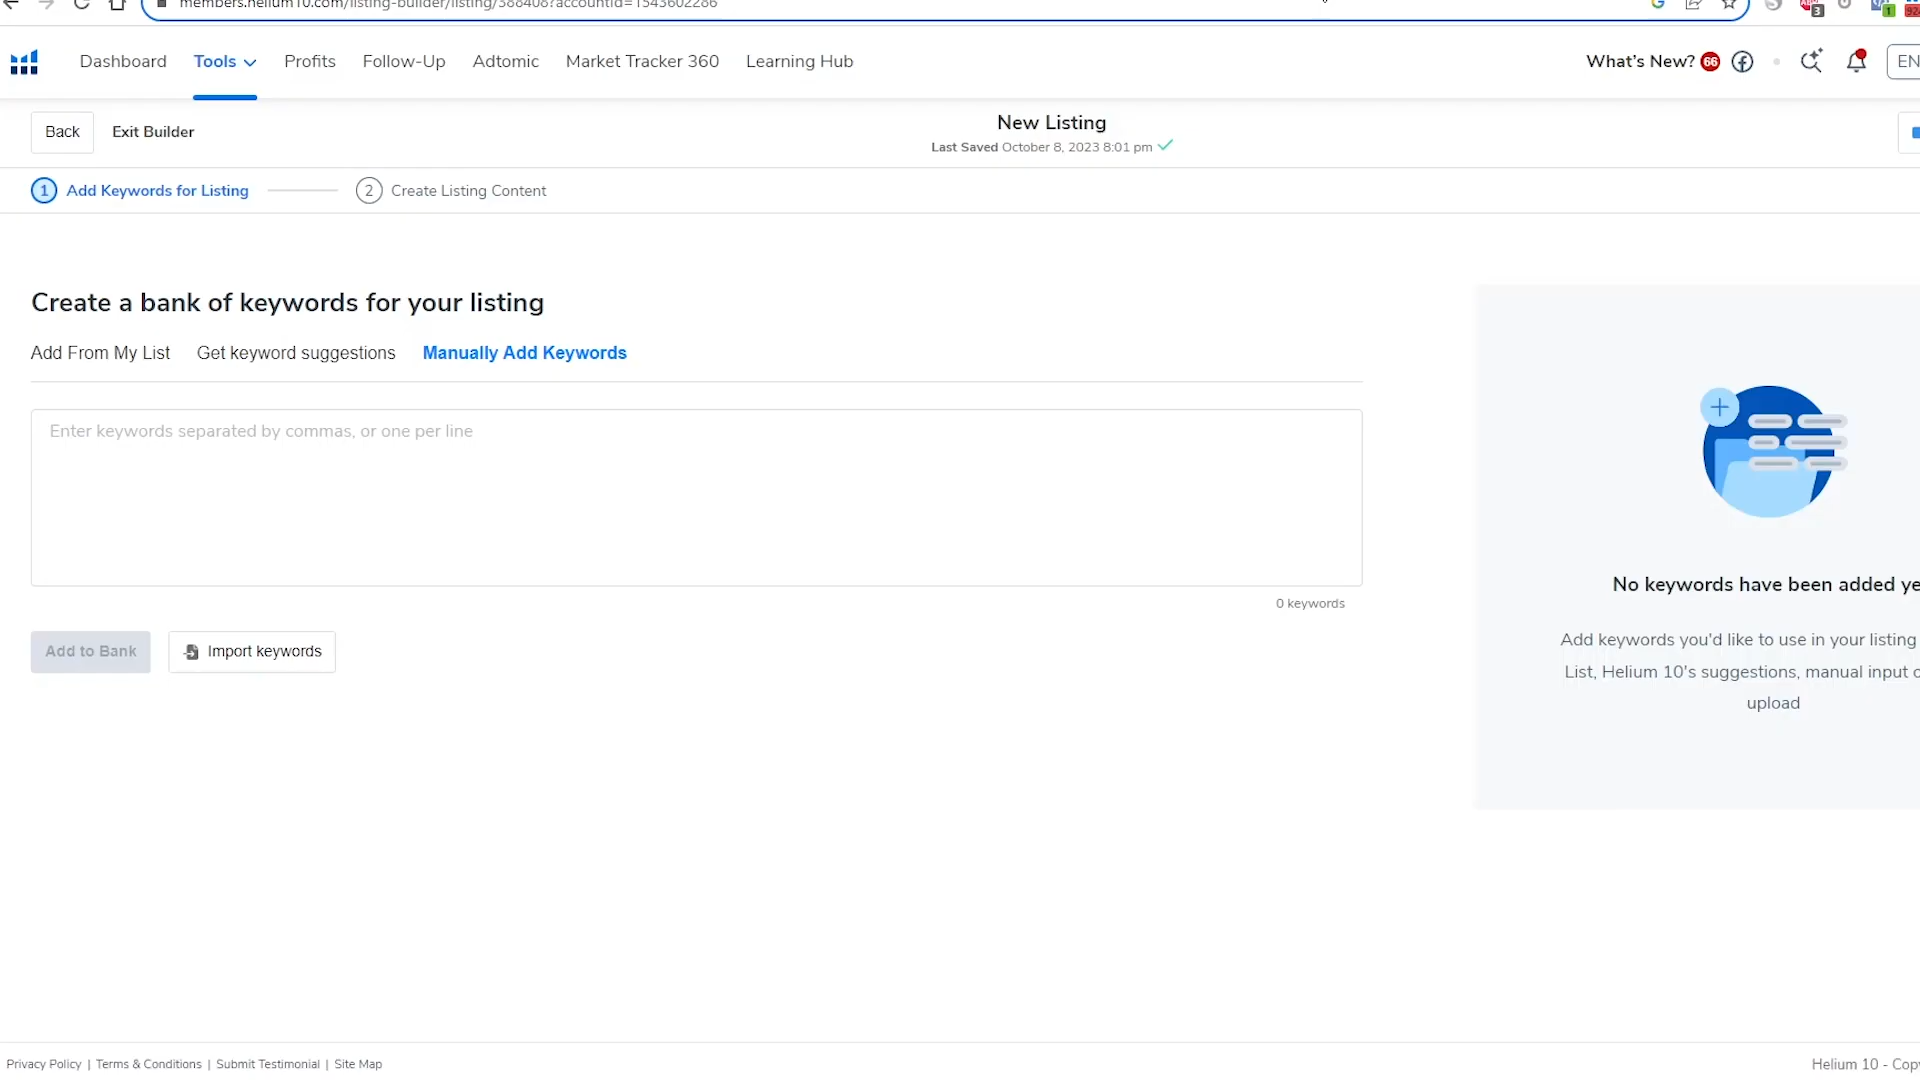 members.helium10.com/listing-builder/listing/388408?accountId=1543602286
Dashboard Tools Profits Follow-Up Adtomic Market Tracker 360 Learning Hub What's New? 66 EN
Back Exit Builder New Listing
Last Saved October 8, 2023 8:01 pm
1 Add Keywords for Listing 2 Create Listing Content
Create a bank of keywords for your listing
Add From My List Get keyword suggestions Manually Add Keywords
Enter keywords separated by commas, or one per line
0 keywords
Add to Bank Import keywords
No keywords have been added ye
Add keywords you'd like to use in your listing
List, Helium 10's suggestions, manual input o
upload
Privacy Policy | Terms & Conditions | Submit Testimonial | Site Map Helium 10 - Copy